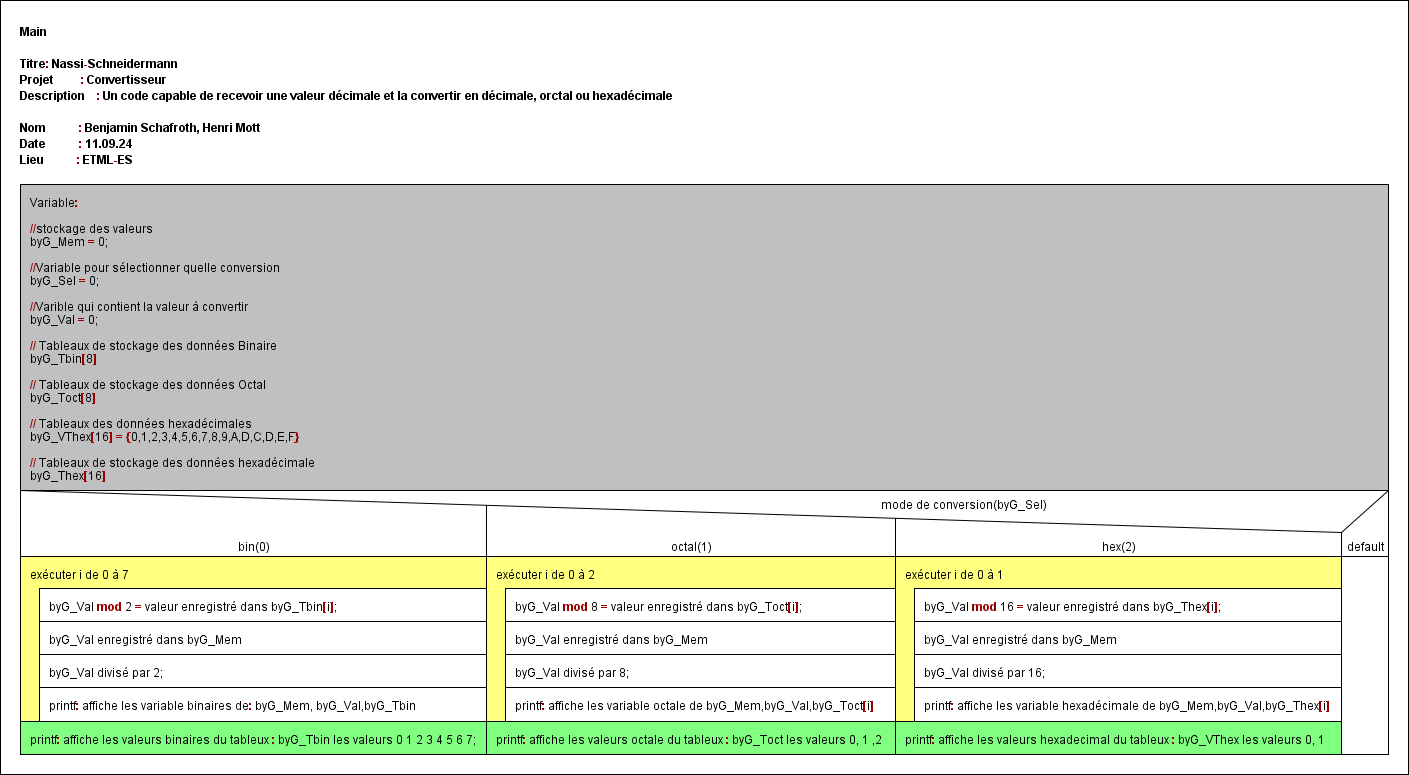 Main
Titre: Nassi-Schneidermann
Projet : Convertisseur
Description : Un code capable de recevoir une valeur décimale et la convertir en décimale, orctal ou hexadécimale
Nom : Benjamin Schafroth, Henri Mott
Date : 11.09.24
Lieu : ETML-ES
Variable:
//stockage des valeurs
byG_Mem = 0;
//Variable pour sélectionner quelle conversion
byG_Sel = 0;
//Varible qui contient la valeur à convertir
byG_Val = 0;
// Tableaux de stockage des données Binaire
byG_Tbin[8]
// Tableaux de stockage des données Octal
byG_Toct[8]
// Tableaux des données hexadécimales
byG_VThex[16] = {0,1,2,3,4,5,6,7,8,9,A,D,C,D,E,F}
// Tableaux de stockage des données hexadécimale
byG_Thex[16]
mode de conversion(byG_Sel)
bin(0)
octal(1)
hex(2)
default
exécuter i de 0 à 7
byG_Val mod 2 = valeur enregistré dans byG_Tbin[i];
byG_Val enregistré dans byG_Mem
byG_Val divisé par 2;
printf: affiche les variable binaires de: byG_Mem, byG_Val,byG_Tbin
printf: affiche les valeurs binaires du tableux : byG_Tbin les valeurs 0 1 2 3 4 5 6 7;
exécuter i de 0 à 2
byG_Val mod 8 = valeur enregistré dans byG_Toct[i];
byG_Val enregistré dans byG_Mem
byG_Val divisé par 8;
printf: affiche les variable octale de byG_Mem,byG_Val,byG_Toct[i]
printf: affiche les valeurs octale du tableux : byG_Toct les valeurs 0, 1 ,2
exécuter i de 0 à 1
byG_Val mod 16 = valeur enregistré dans byG_Thex[i];
byG_Val enregistré dans byG_Mem
byG_Val divisé par 16;
printf: affiche les variable hexadécimale de byG_Mem,byG_Val,byG_Thex[i]
printf: affiche les valeurs hexadecimal du tableux : byG_VThex les valeurs 0, 1